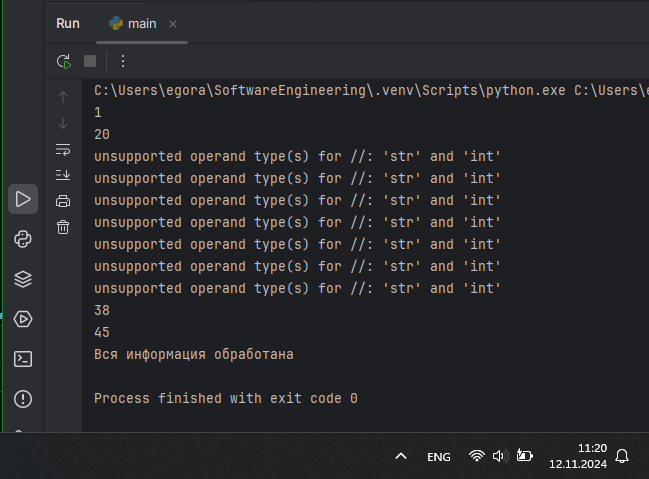 Run
main
C:\Users\egora\SoftwareEngineering\.venv\Scripts\python.exe C:\Users\
1
20
unsupported operand type(s) for //: 'str' and 'int'
unsupported operand type(s) for //: 'str' and 'int'
unsupported operand type(s) for //: 'str' and 'int'
unsupported operand type(s) for //: 'str' and 'int'
unsupported operand type(s) for //: 'str' and 'int'
unsupported operand type(s) for //: 'str' and 'int'
unsupported operand type(s) for //: 'str' and 'int'
38
45
Вся информация обработана
Process finished with exit code 0
ENG
11:20
12.11.2024